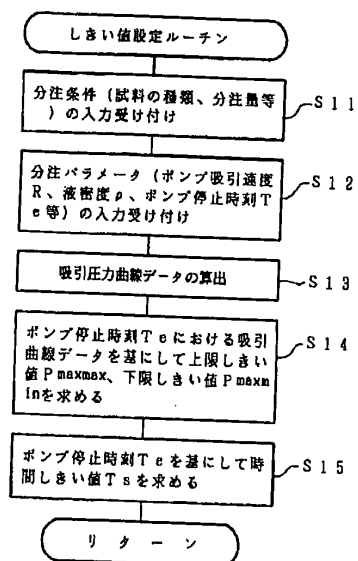 しきい値設定ルーチン
分注条件(試料の種類、分注量等
)の入力受け付け
S11
分注パラメータ(ポンプ吸引速度
R、液密度ρ、ポンプ停止時刻T
e等)の入力受け付け
S12
吸引圧力曲線データの算出
S13
ポンプ停止時刻Teにおける吸引
曲線データを基にして上限しきい
値Pmaxmax、下限しきい値Pmaxm
inを求める
S14
ポンプ停止時刻Teを基にして時
間しきい値Tsを求める
S15
リターン